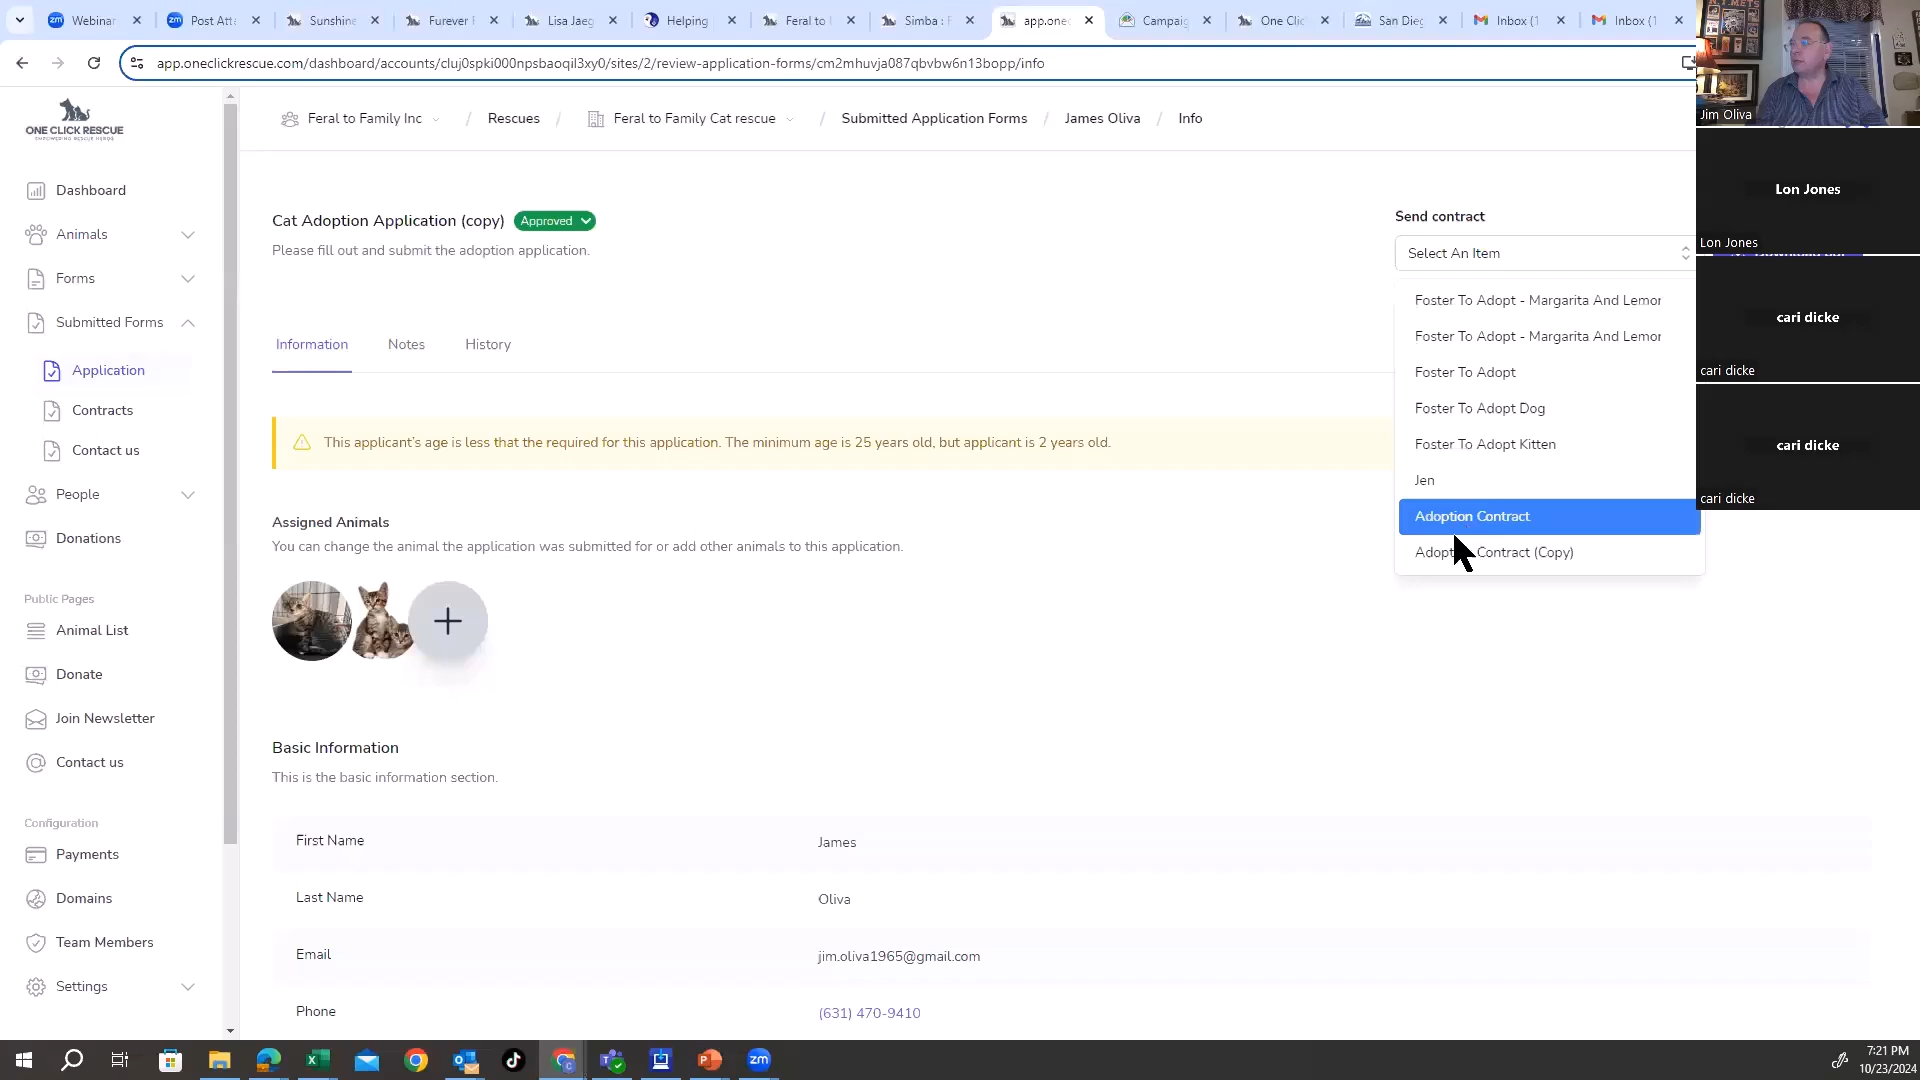 Webinar
Post Att
Sunshine
Furever F
Lisa Jaeg
Helping
Feral to
Simba : F
app.onec
Campaig
One Clic
San Dieg
Inbox (1
Inbox (1
app.oneclickrescue.com/dashboard/accounts/cluj0spki000npsbaoqil3xy0/sites/2/review-application-forms/cm2mhuvja087qbvbw6n13bopp/info
Jim Oliva
ONE CLICK RESCUE
EMPOWERING RESCUE HEROS
Feral to Family Inc / Rescues / Feral to Family Cat rescue / Submitted Application Forms / James Oliva / Info
Dashboard
Animals
Forms
Submitted Forms
Application
Contracts
Contact us
People
Donations
Public Pages
Animal List
Donate
Join Newsletter
Contact us
Configuration
Payments
Domains
Team Members
Settings
Cat Adoption Application (copy) Approved
Please fill out and submit the adoption application.
Send contract
Select An Item
Foster To Adopt - Margarita And Lemor
Foster To Adopt - Margarita And Lemor
Foster To Adopt
Foster To Adopt Dog
Foster To Adopt Kitten
Jen
Adoption Contract
Contract (Copy)
Information Notes History
This applicant's age is less that the required for this application. The minimum age is 25 years old, but applicant is 2 years old.
Assigned Animals
You can change the animal the application was submitted for or add other animals to this application.
Basic Information
This is the basic information section.
First Name James
Last Name Oliva
Email jim.oliva1965@gmail.com
Phone (631) 470-9410
Lon Jones
Lon Jones
cari dicke
cari dicke
cari dicke
cari dicke
7:21 PM
10/23/2024